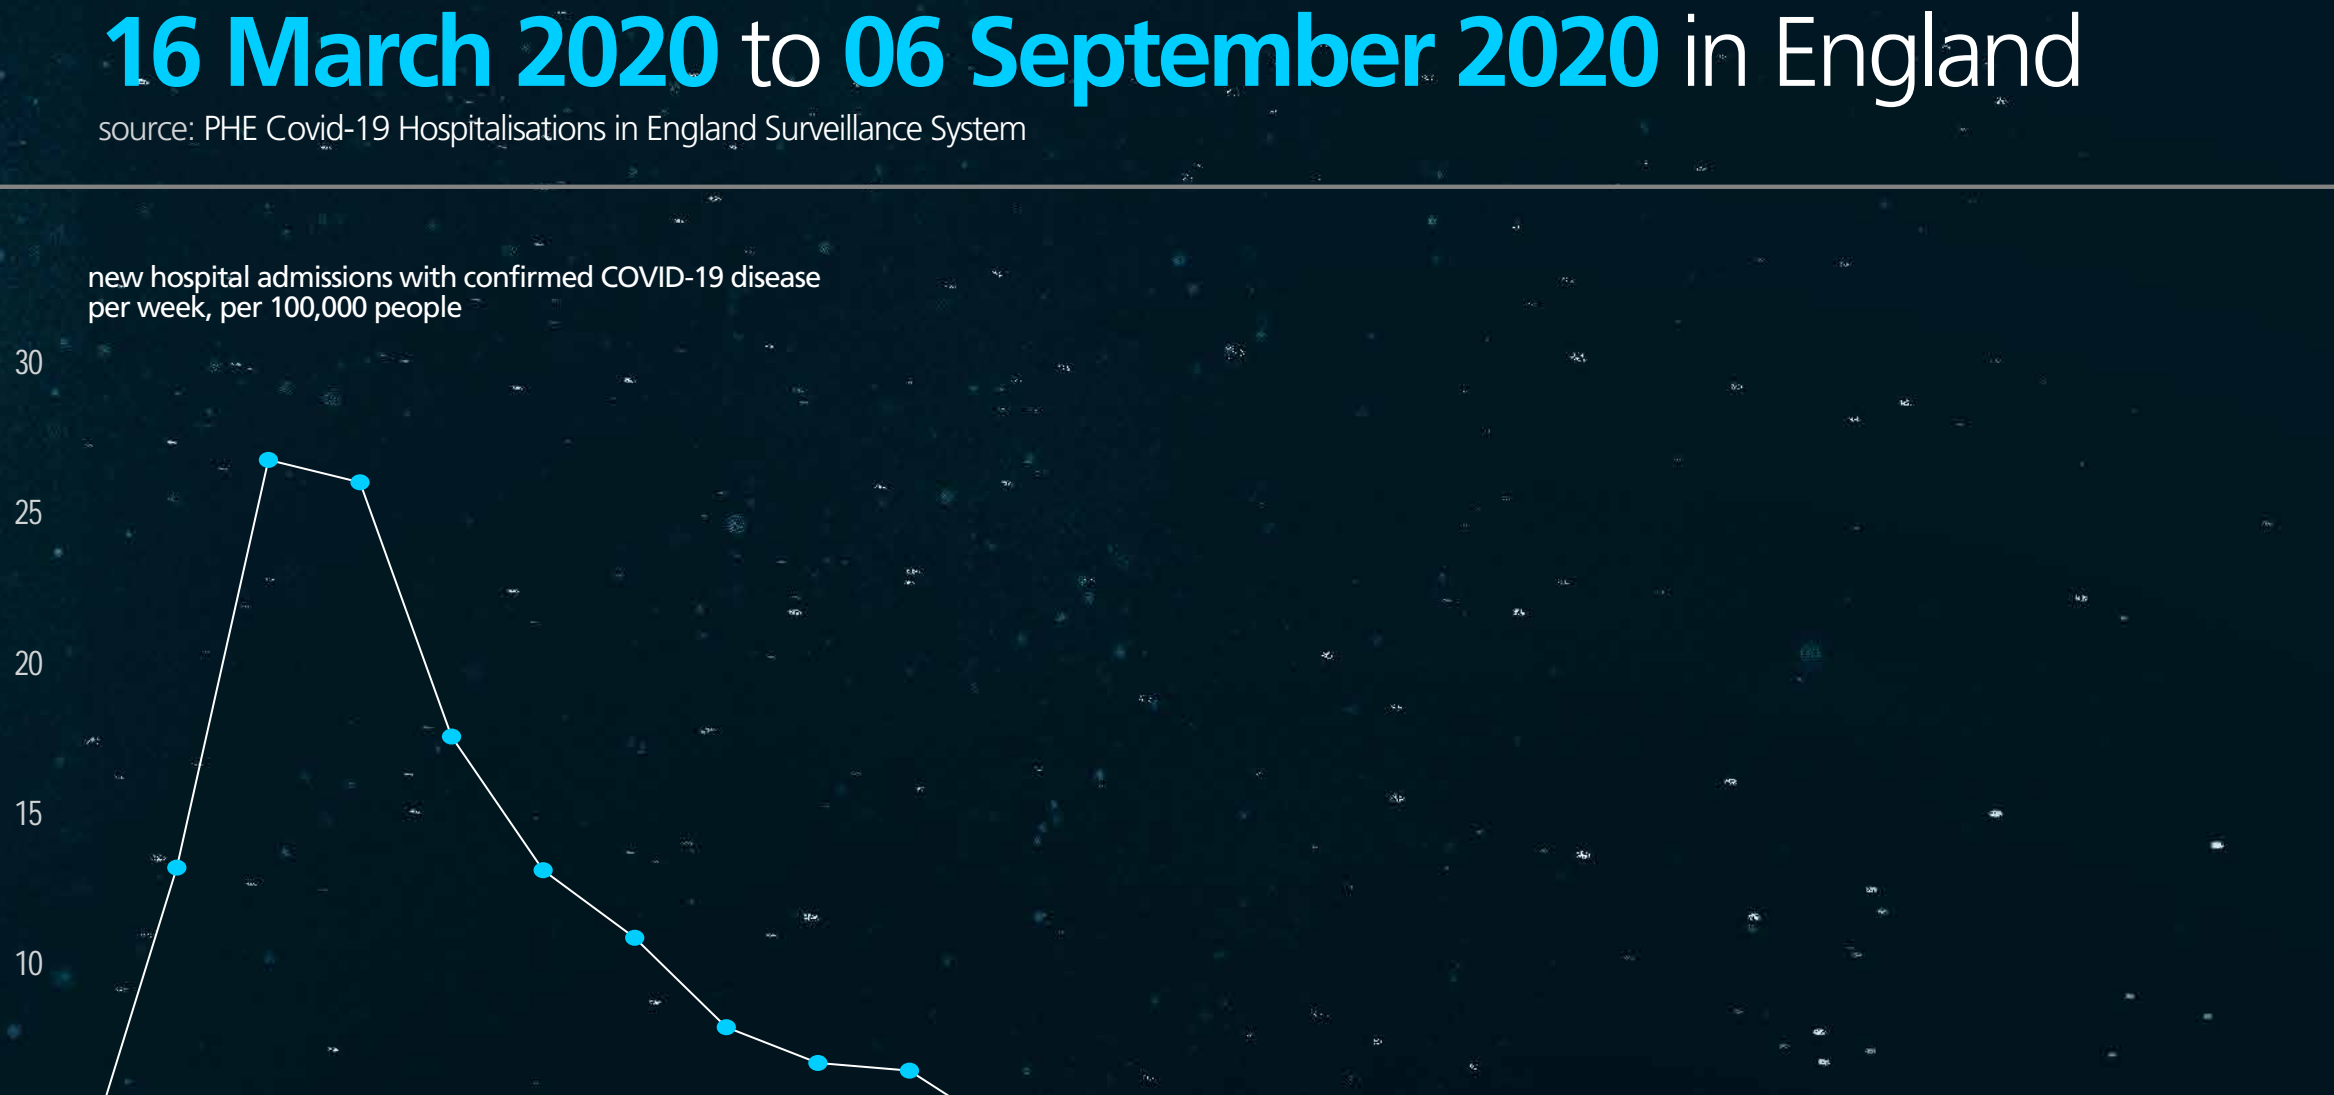 16 March 2020 to 06 September 2020 in England
source: PHE Covid-19 Hospitalisations in England Surveillance System
new hospital admissions with confirmed COVID-19 disease
per week, per 100,000 people
30
25
20
15
10